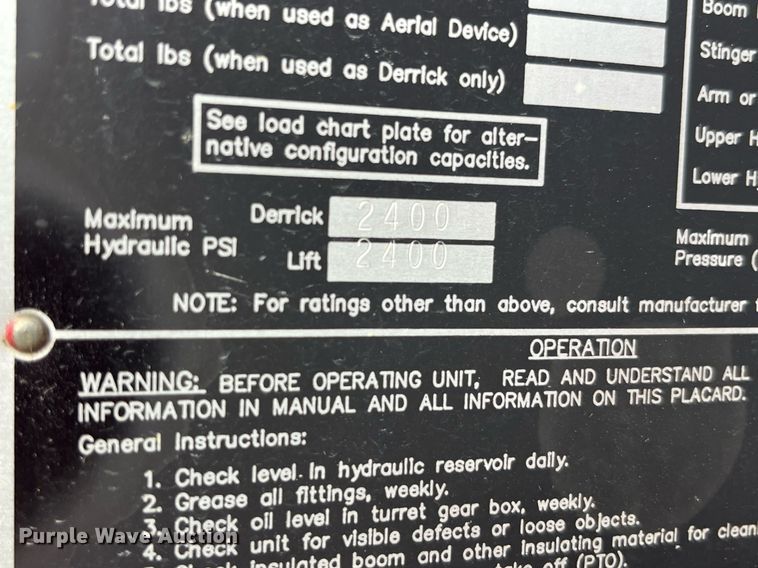 Total lbs (when used as Aerial Device)
Total lbs (when used as Derrick only)
Boom
Stinger
Arm or
Upper H
Lower H
See load chart plate for alter-
native configuration capacities.
Maximum
Hydraulic PSI
Derrick 2400
Lift 2400
Maximum
Pressure (
NOTE: For ratings other than above, consult manufacturer
OPERATION
WARNING: BEFORE OPERATING UNIT, READ AND UNDERSTAND ALL
INFORMATION IN MANUAL AND ALL INFORMATION ON THIS PLACARD.
General Instructions:
1. Check level in hydraulic reservoir daily.
2. Grease all fittings, weekly.
3. Check oil level in turret gear box, weekly.
4. Check unit for visible defects or loose objects.
insulated boom and other insulating material for clean
take off (PTO).
Purple Wave Auction